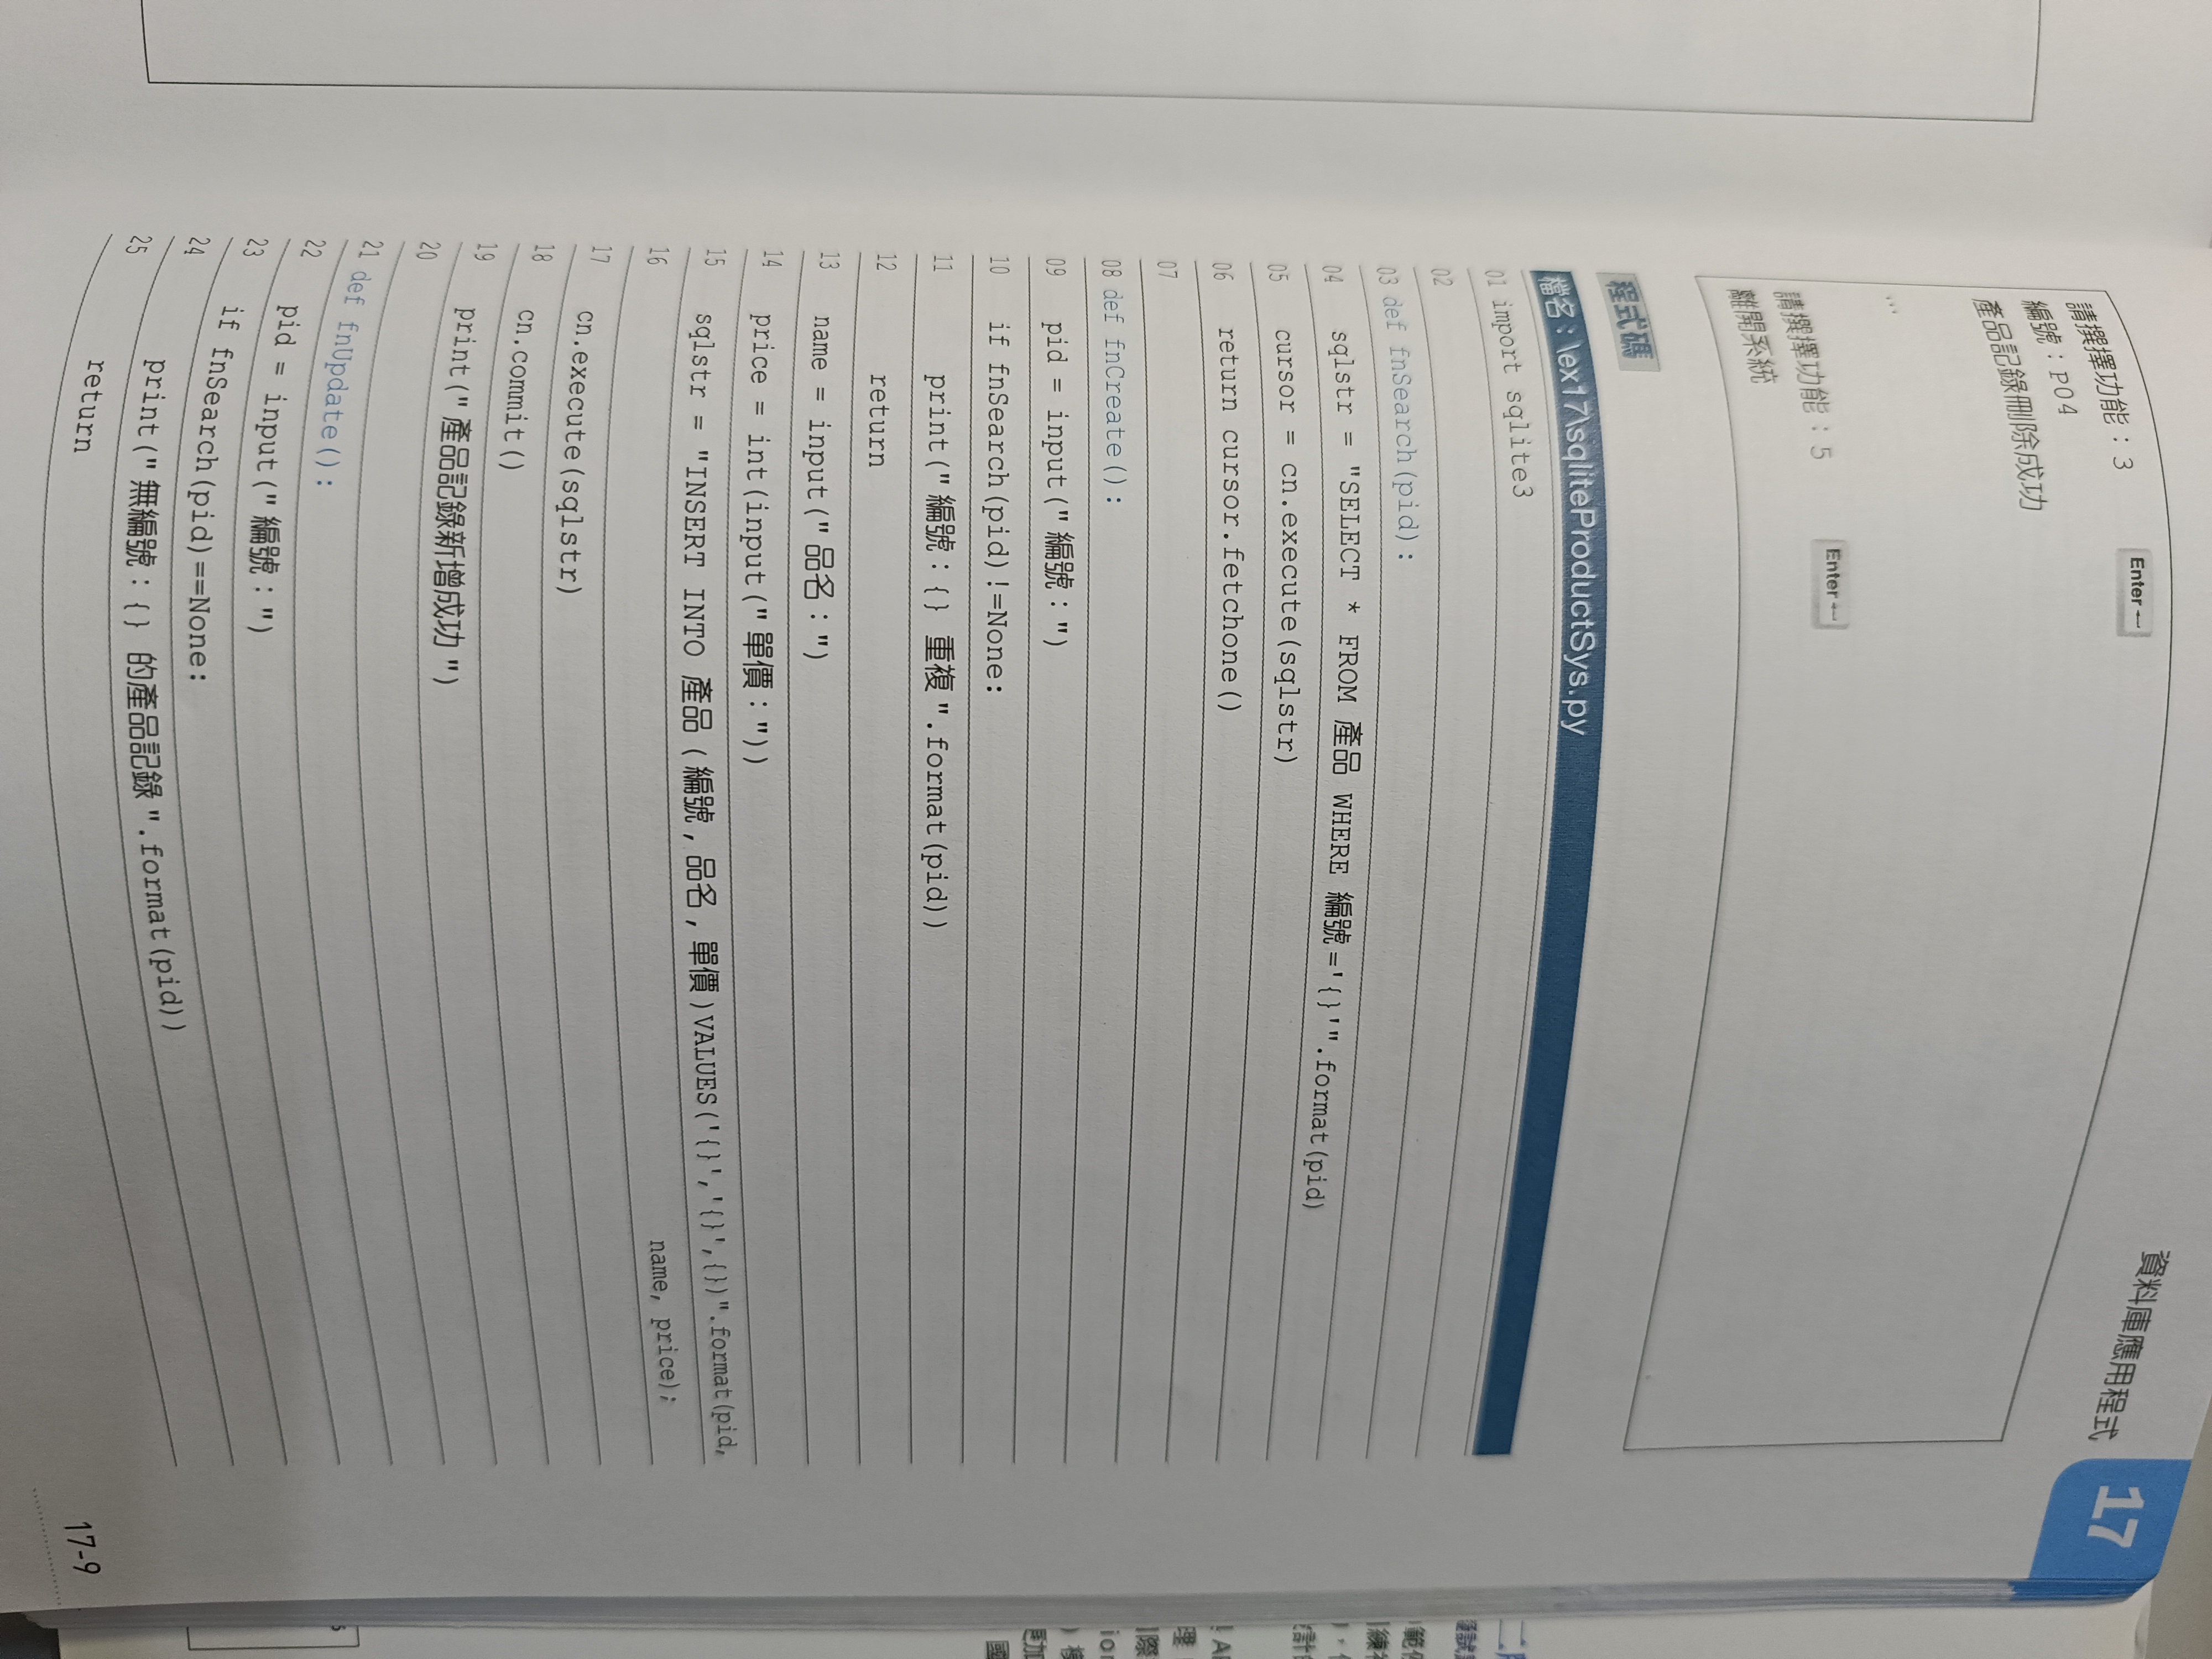 資料庫應用程式
17
請撰擇功能：3 Enter
編號：P04
產品記錄刪除成功
...
請撰擇功能：5 Enter
離開系統
程式碼
檔名：\ex17\sqliteProductSys.py
01 import sqlite3
02
03 def fnSearch(pid):
04 sqlstr = "SELECT * FROM 產品 WHERE 編號='{}'".format(pid)
05 cursor = cn.execute(sqlstr)
06 return cursor.fetchone()
07
08 def fnCreate():
09 pid = input("編號：")
10 if fnSearch(pid)!=None:
11 print("編號：{} 重複".format(pid))
12 return
13 name = input("品名：")
14 price = int(input("單價："))
15 sqlstr = "INSERT INTO 產品(編號,品名,單價)VALUES('{}','{}',{})".format(pid,
16 name, price);
17 cn.execute(sqlstr)
18 cn.commit()
19 print("產品記錄新增成功")
20
21 def fnUpdate():
22 pid = input("編號：")
23 if fnSearch(pid)==None:
24 print("無編號：{} 的產品記錄".format(pid))
25 return
17-9